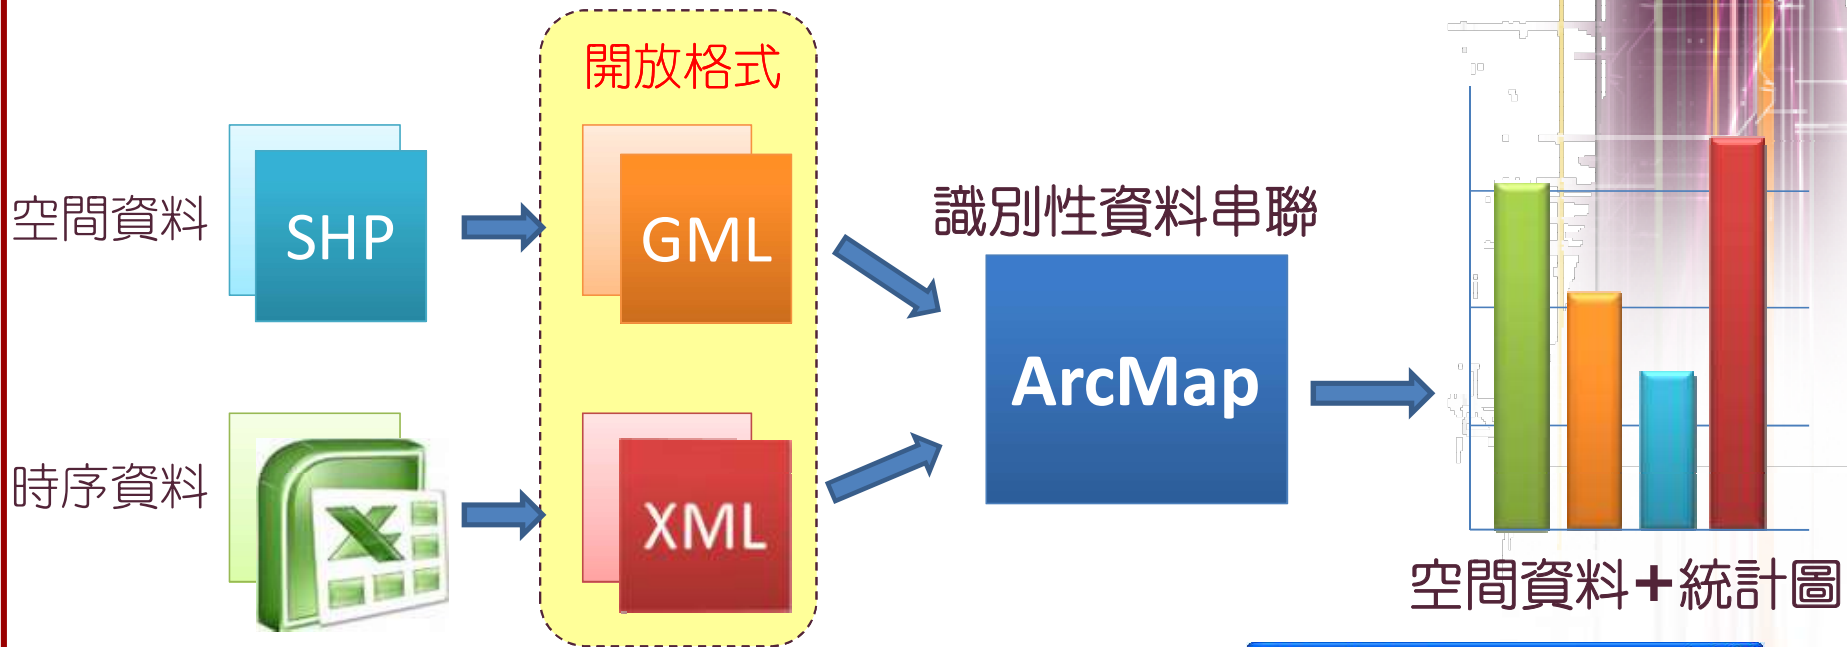 開放格式
空間資料
SHP
GML
識別性資料串聯
ArcMap
時序資料
X
XML
空間資料+統計圖